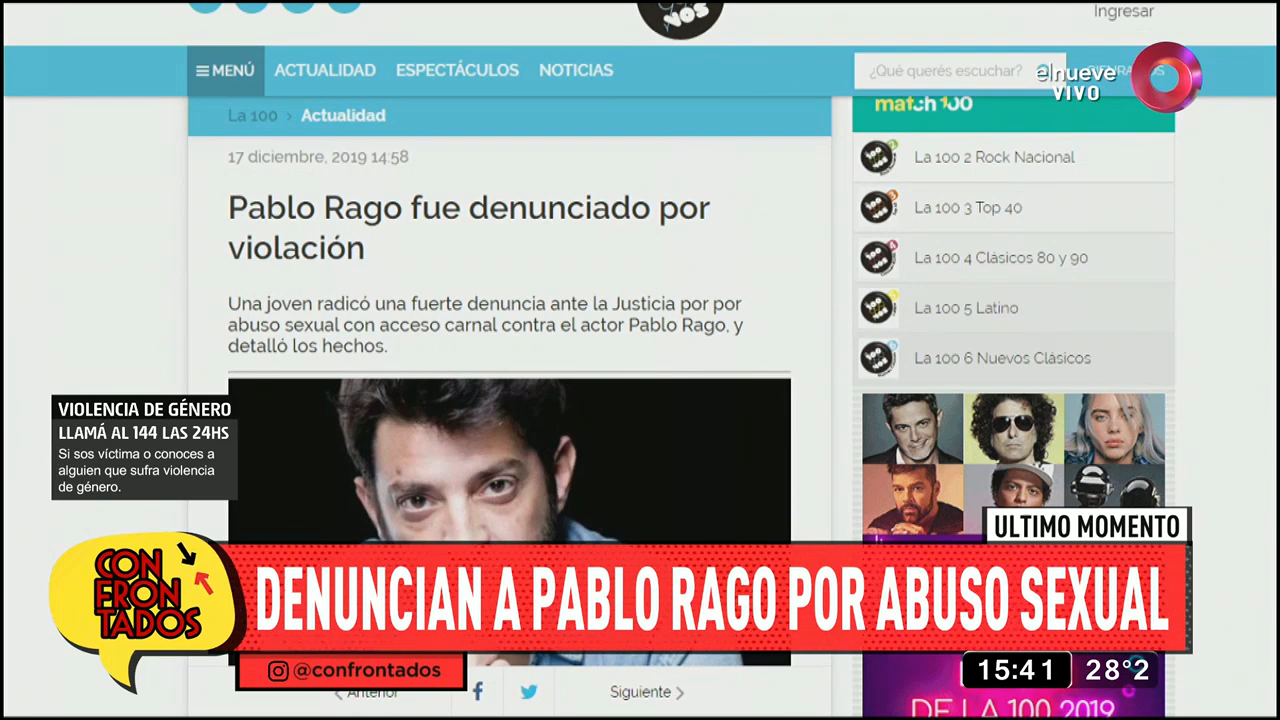 VOS
Ingresar
MENÚ
ACTUALIDAD
ESPECTÁCULOS
NOTICIAS
¿Qué querés escuchar?
elnueve
VIVO
La 100 › Actualidad
match 100
17 diciembre, 2019 14:58
Pablo Rago fue denunciado por
violación
Una joven radicó una fuerte denuncia ante la Justicia por por
abuso sexual con acceso carnal contra el actor Pablo Rago, y
detalló los hechos.
La 100 2 Rock Nacional
La 100 3 Top 40
La 100 4 Clásicos 80 y 90
La 100 5 Latino
La 100 6 Nuevos Clásicos
VIOLENCIA DE GÉNERO
LLAMÁ AL 144 LAS 24HS
Si sos víctima o conoces a
alguien que sufra violencia
de género.
ULTIMO MOMENTO
CON
FRON
TADOS
DENUNCIAN A PABLO RAGO POR ABUSO SEXUAL
@confrontados
15:41
28°2
Anterior
Siguiente
DE LA 100 2019